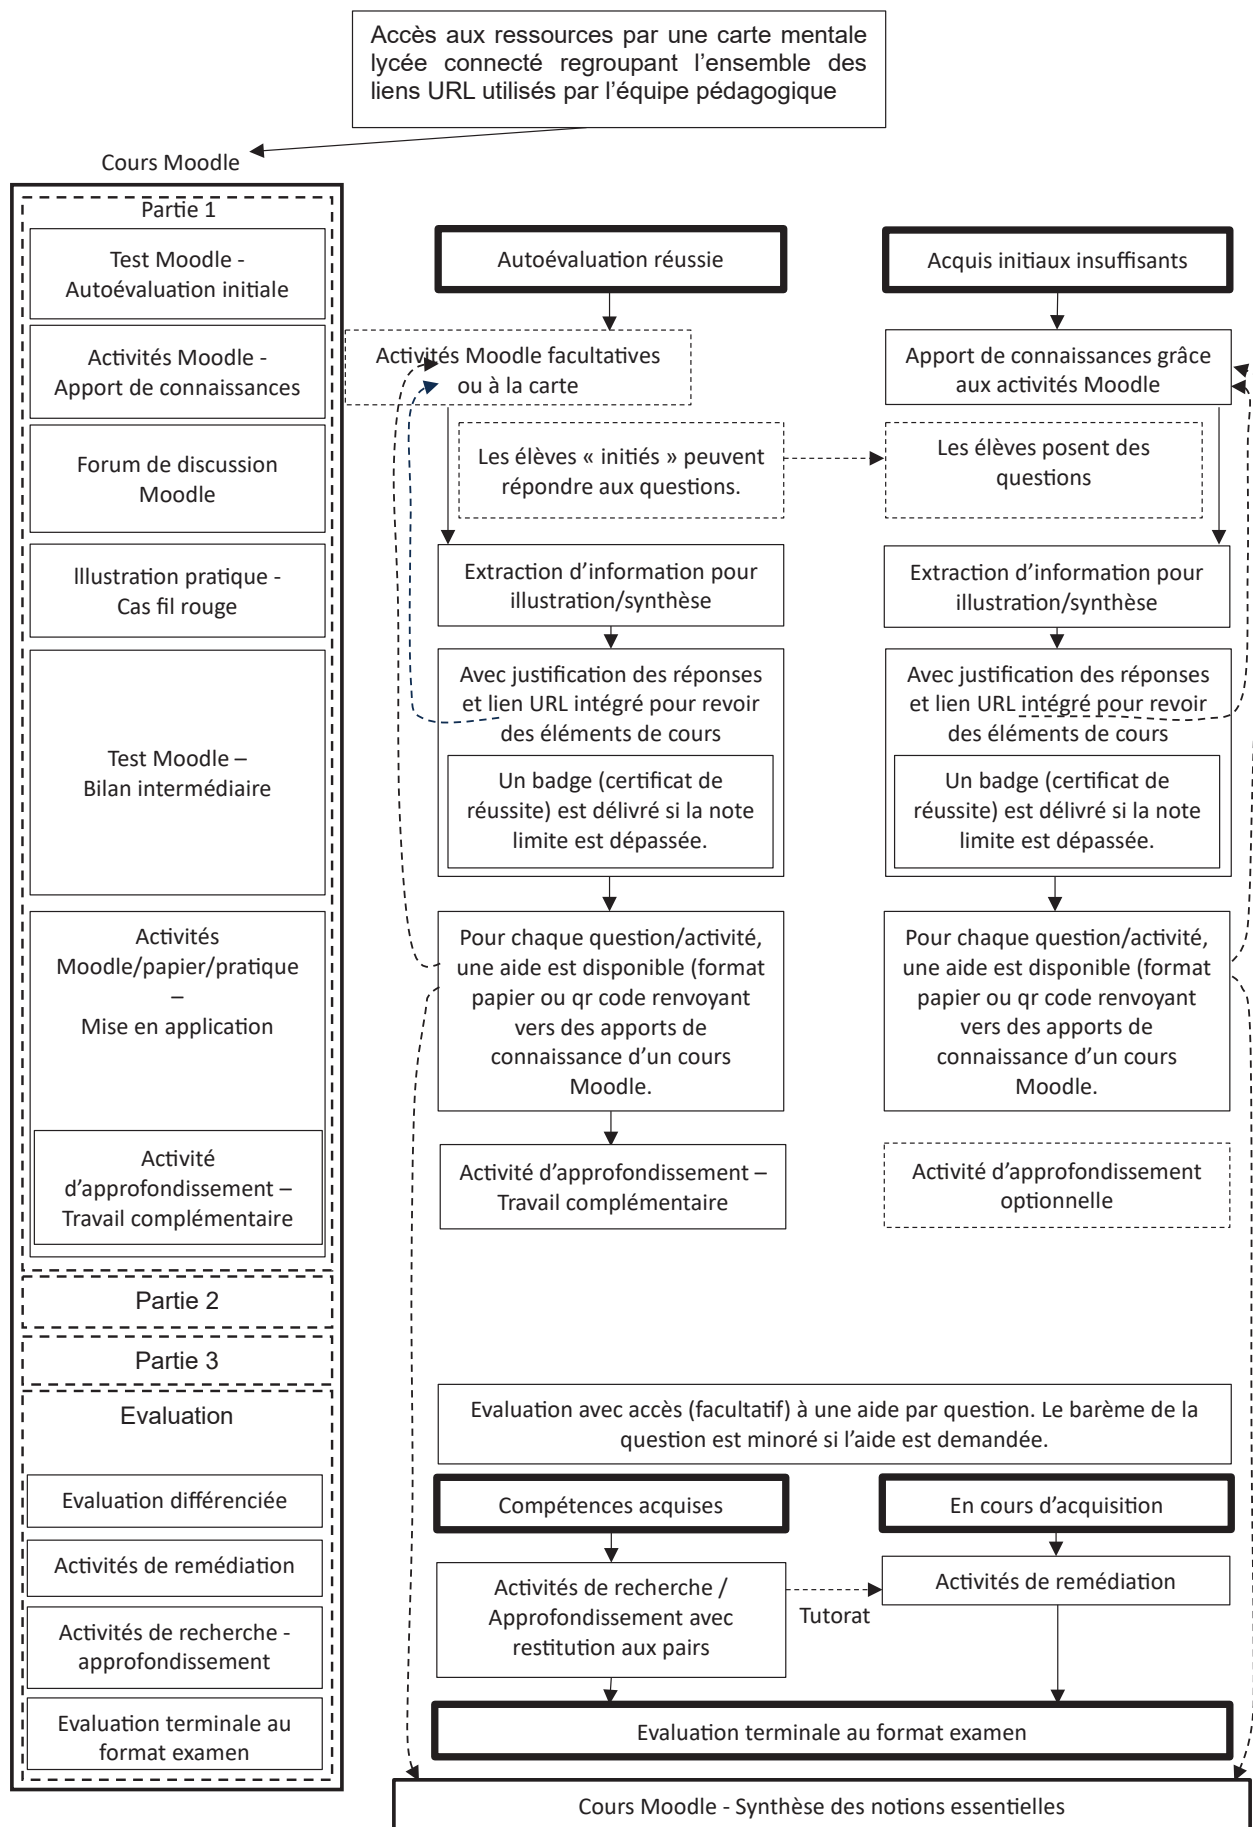 Accès aux ressources par une carte mentale
lycée connecté regroupant l’ensemble des
liens URL utilisés par l’équipe pédagogique
Cours Moodle
Partie 1
Test Moodle -
Autoévaluation initiale
Autoévaluation réussie
Acquis initiaux insuffisants
Activités Moodle -
Apport de connaissances
Activités Moodle facultatives
ou à la carte
Apport de connaissances grâce
aux activités Moodle
Forum de discussion
Moodle
Les élèves « initiés » peuvent
répondre aux questions.
Les élèves posent des
questions
Illustration pratique -
Cas fil rouge
Extraction d’information pour
illustration/synthèse
Extraction d’information pour
illustration/synthèse
Test Moodle –
Bilan intermédiaire
Avec justification des réponses
et lien URL intégré pour revoir
des éléments de cours
Un badge (certificat de
réussite) est délivré si la note
limite est dépassée.
Avec justification des réponses
et lien URL intégré pour revoir
des éléments de cours
Un badge (certificat de
réussite) est délivré si la note
limite est dépassée.
Activités
Moodle/papier/pratique
–
Mise en application
Pour chaque question/activité,
une aide est disponible (format
papier ou qr code renvoyant
vers des apports de
connaissance d’un cours
Moodle.
Pour chaque question/activité,
une aide est disponible (format
papier ou qr code renvoyant
vers des apports de
connaissance d’un cours
Moodle.
Activité
d’approfondissement –
Travail complémentaire
Activité d’approfondissement –
Travail complémentaire
Activité d’approfondissement
optionnelle
Partie 2
Partie 3
Evaluation
Evaluation avec accès (facultatif) à une aide par question. Le barème de la
question est minoré si l’aide est demandée.
Evaluation différenciée
Compétences acquises
En cours d’acquisition
Activités de remédiation
Activités de recherche /
Approfondissement avec
restitution aux pairs
Tutorat
Activités de remédiation
Activités de recherche -
approfondissement
Evaluation terminale au
format examen
Evaluation terminale au format examen
Cours Moodle - Synthèse des notions essentielles